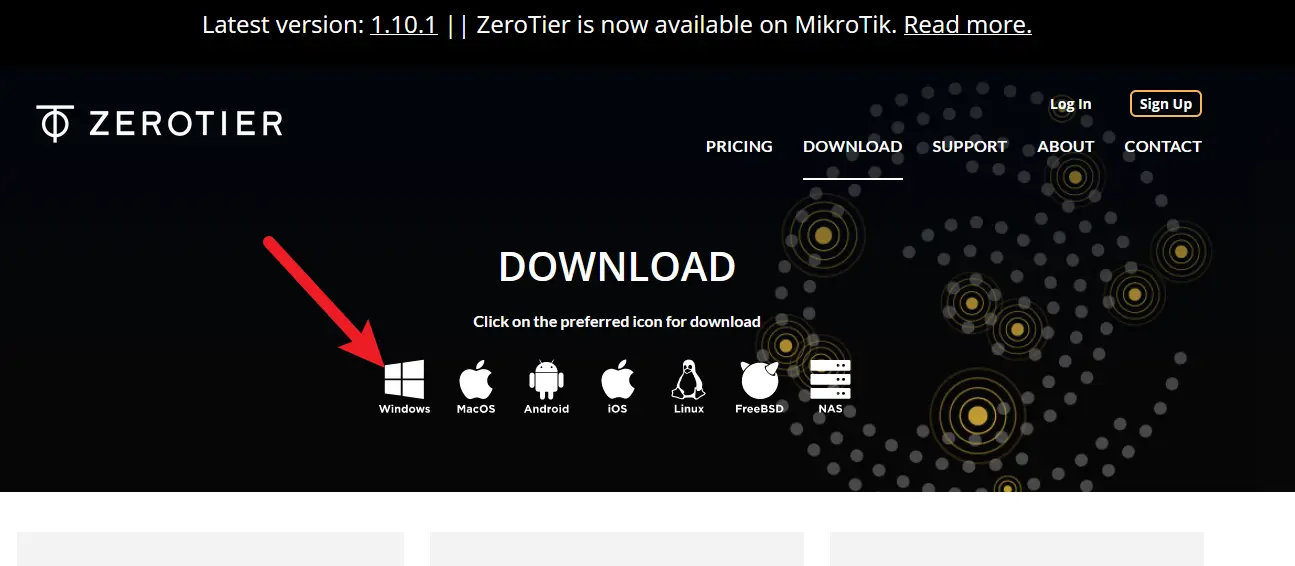 Latest version: 1.10.1 || ZeroTier is now available on MikroTik. Read more.
Log In
Sign Up
ZEROTIER
PRICING
DOWNLOAD
SUPPORT
ABOUT
CONTACT
DOWNLOAD
Click on the preferred icon for download
Windows
MacOS
Android
iOS
Linux
FreeBSD
NAS